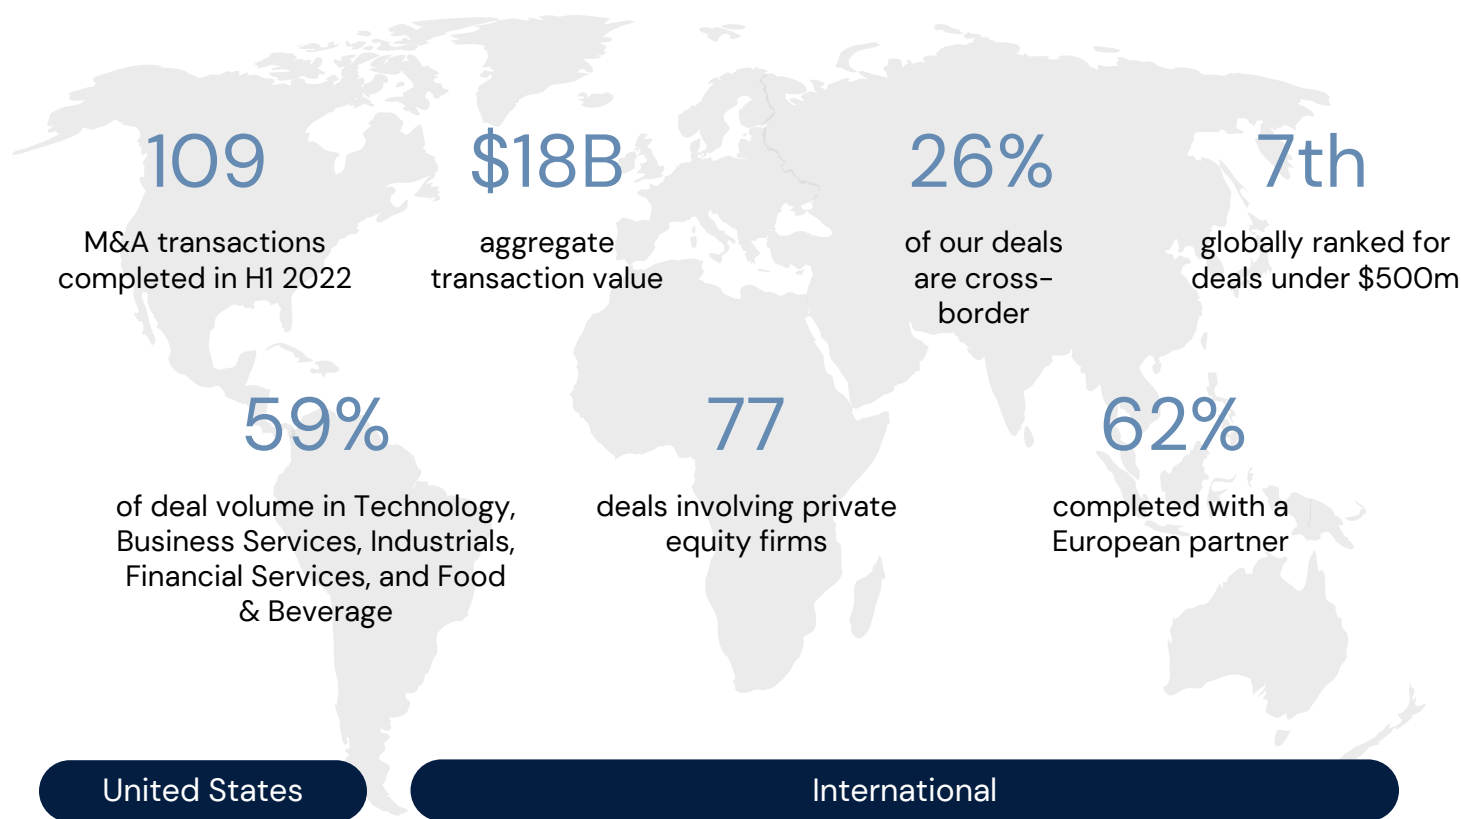 109
M&A transactions
completed in H1 2022
$18B
aggregate
transaction value
26%
of our deals
are cross-
border
7th
globally ranked for
deals under $500m
59%
of deal volume in Technology,
Business Services, Industrials,
Financial Services, and Food
& Beverage
77
deals involving private
equity firms
62%
completed with a
European partner
United States
International